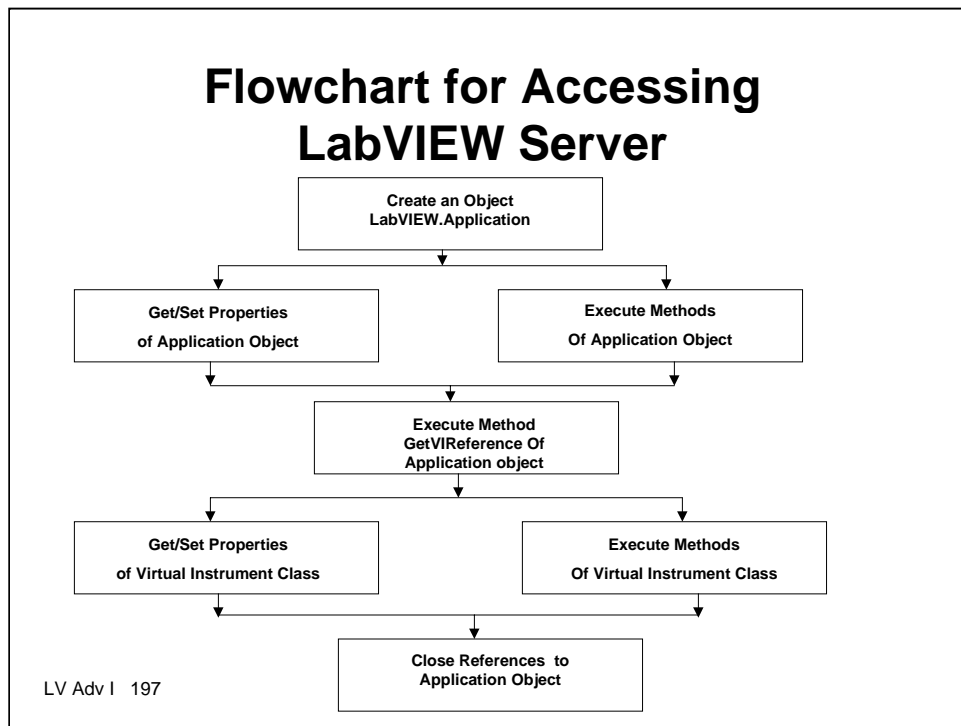 Flowchart for Accessing
LabVIEW Server
Create an Object
LabVIEW.Application
Get/Set Properties
of Application Object
Execute Methods
Of Application Object
Execute Method
GetVIReference Of
Application object
Get/Set Properties
of Virtual Instrument Class
Execute Methods
Of Virtual Instrument Class
Close References to
Application Object
LV Adv I 197